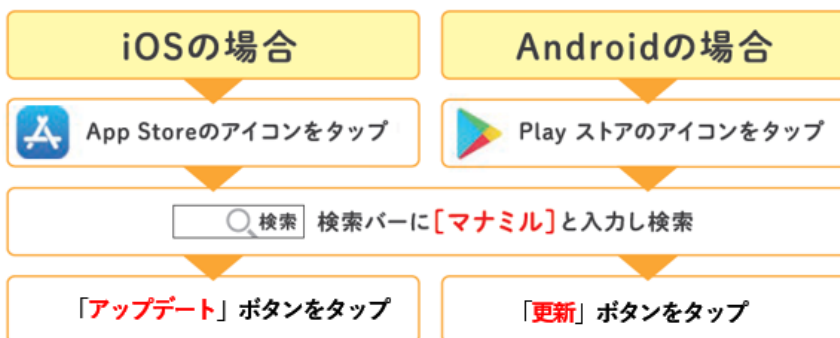 iOSの場合
Androidの場合
App Storeのアイコンをタップ
Play ストアのアイコンをタップ
検索 検索バーに[マナミル]と入力し検索
「アップデート」ボタンをタップ
「更新」ボタンをタップ